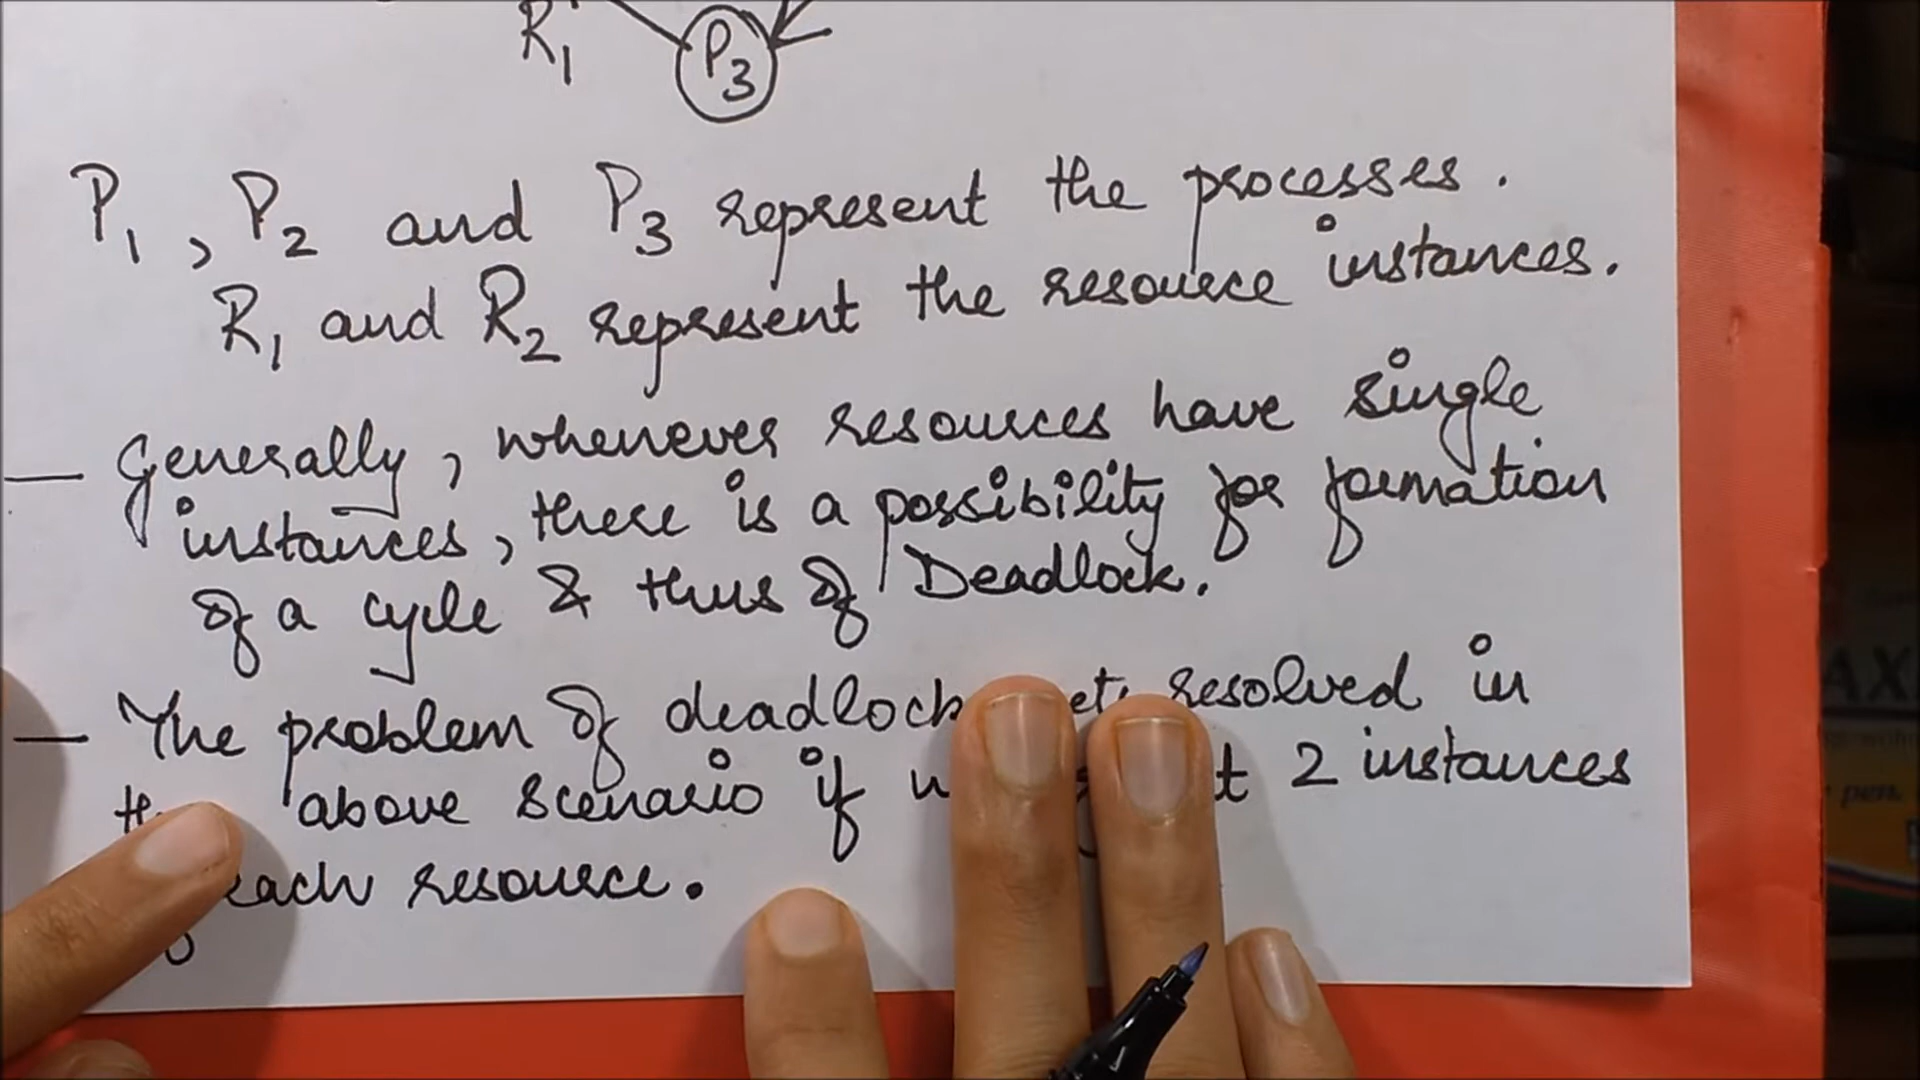 R1 P3
P1, P2 and P3 represent the processes.
R1 and R2 represent the resource instances.
— Generally, whenever resources have single
instances, there is a possibility for formation
of a cycle & thus of Deadlock.
— The problem of deadlock resolved in
above scenario if 2 instances
each resource.
AX
pen.